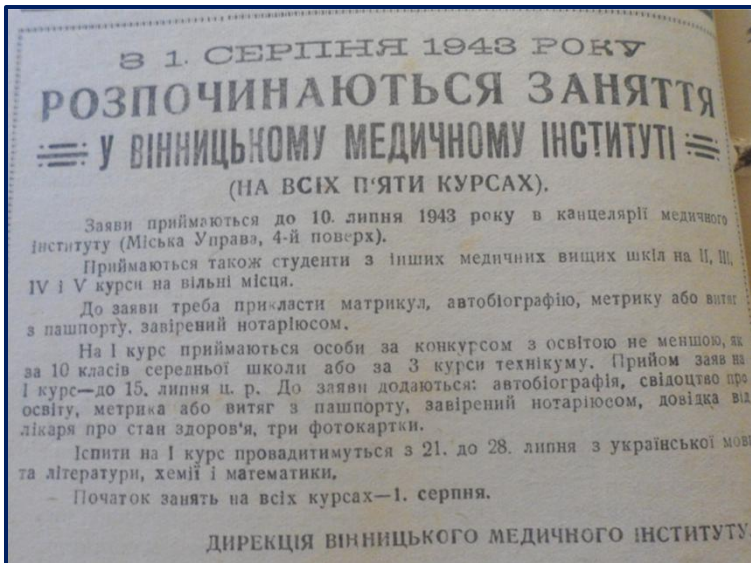 З 1. СЕРПНЯ 1943 РОКУ
РОЗПОЧИНАЮТЬСЯ ЗАНЯТТЯ
У ВІННИЦЬКОМУ МЕДИЧНОМУ ІНСТИТУТІ
(НА ВСІХ П'ЯТИ КУРСАХ).
Заяви приймаються до 10. липня 1943 року в канцелярії медичного
інституту (Міська Управа, 4-й поверх).
Приймаються також студенти з інших медичних вищих шкіл на II, III,
IV і V курси на вільні місця.
До заяви треба прикласти матрикул, автобіографію, метрику або витяг
з пашпорту, завірений нотаріюсом.
На I курс приймаються особи за конкурсом з освітою не меншою, як
за 10 класів середньої школи або за 3 курси технікуму. Прийом заяв на
I курс—до 15. липня ц. р. До заяви додаються: автобіографія, свідоцтво про
освіту, метрика або витяг з пашпорту, завірений нотаріюсом, довідка від
лікаря про стан здоров'я, три фотокартки.
Іспити на I курс провадитимуться з 21. до 28. липня з української мови
та літератури, хемії і математики.
Початок занять на всіх курсах—1. серпня.
ДИРЕКЦІЯ ВІННИЦЬКОГО МЕДИЧНОГО ІНСТИТУТУ.